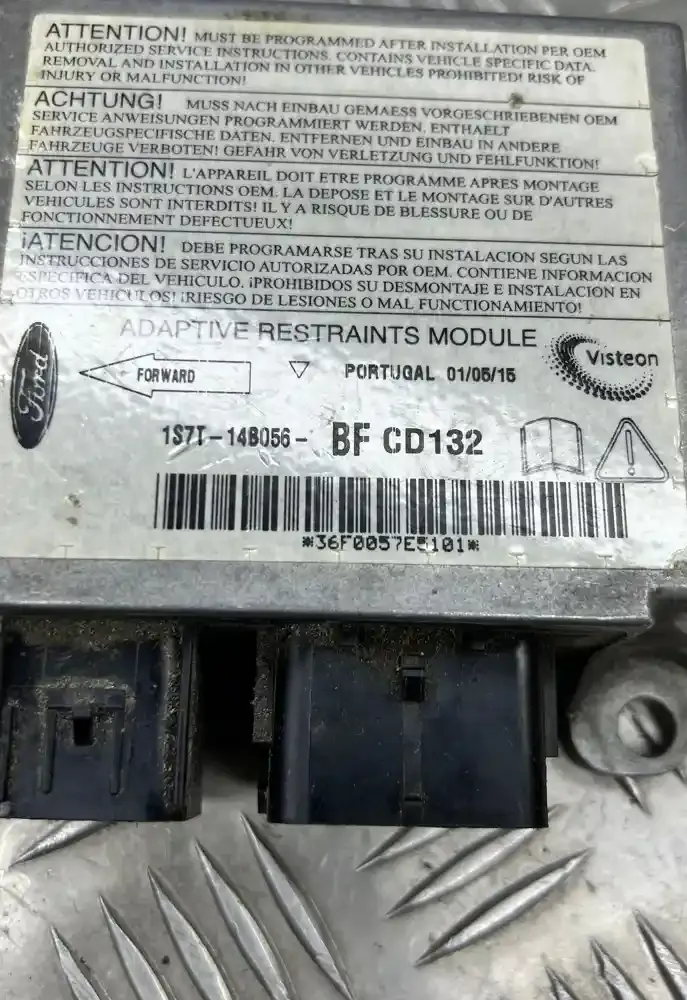 ATTENTION! MUST BE PROGRAMMED AFTER INSTALLATION PER OEM
AUTHORIZED SERVICE INSTRUCTIONS. CONTAINS VEHICLE SPECIFIC DATA.
REMOVAL AND INSTALLATION IN OTHER VEHICLES PROHIBITED! RISK OF
INJURY OR MALFUNCTION!
ACHTUNG! MUSS NACH EINBAU GEMAESS VORGESCHRIEBENEN OEM
SERVICE ANWEISUNGEN PROGRAMMIERT WERDEN. ENTHAELT
FAHRZEUGSPEZIFISCHE DATEN. ENTFERNEN UND EINBAU IN ANDERE
FAHRZEUGE VERBOTEN! GEFAHR VON VERLETZUNG UND FEHLFUNKTION!
ATTENTION! L'APPAREIL DOIT ETRE PROGRAMME APRES MONTAGE
SELON LES INSTRUCTIONS OEM. LA DEPOSE ET LE MONTAGE SUR D'AUTRES
VEHICULES SONT INTERDITS! IL Y A RISQUE DE BLESSURE OU DE
FONCTIONNEMENT DEFECTUEUX!
¡ATENCION! DEBE PROGRAMARSE TRAS SU INSTALACION SEGUN LAS
INSTRUCCIONES DE SERVICIO AUTORIZADAS POR OEM. CONTIENE INFORMACION
ESPECIFICA DEL VEHICULO. ¡PROHIBIDOS SU DESMONTAJE E INSTALACION EN
OTROS VEHICULOS! ¡RIESGO DE LESIONES O MAL FUNCTIONAMIENTO!
ADAPTIVE RESTRAINTS MODULE
Ford
FORWARD
PORTUGAL 01/05/15
Visteon
1S7T-14B056- BF CD132
*36F0057E5101*